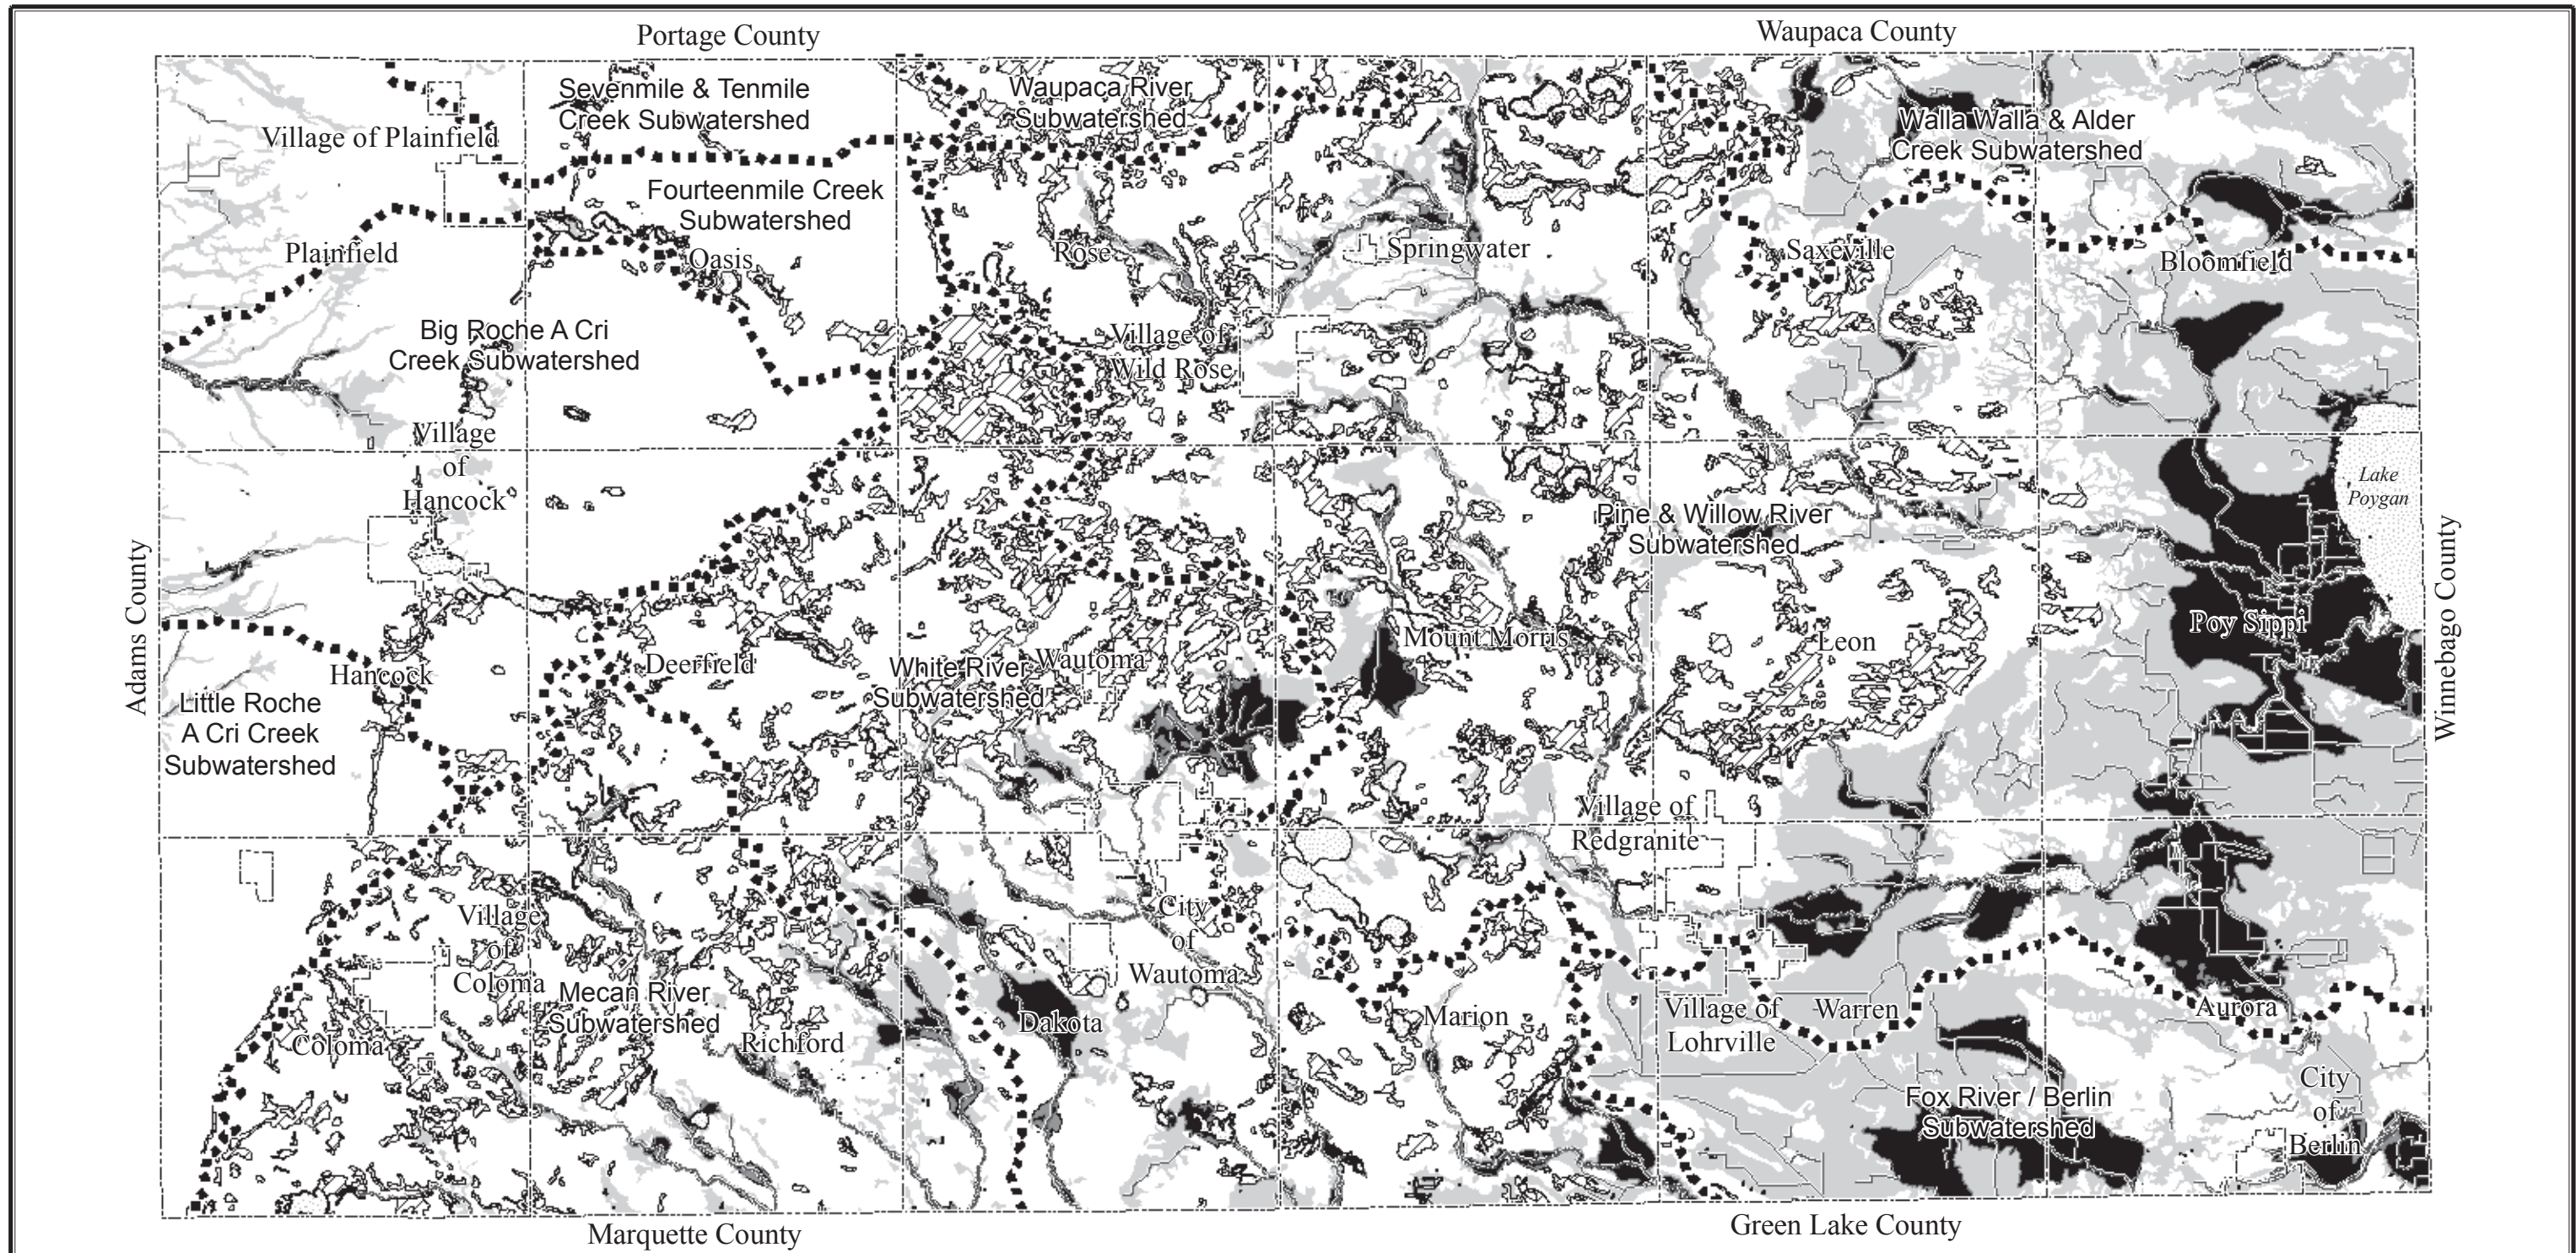 Portage County
Waupaca County
Sevenmile & Tenmile
Creek Subwatershed
Waupaca River
Subwatershed
Walla Walla & Alder
Creek Subwatershed
Village of Plainfield
Fourteenmile Creek
Subwatershed
Plainfield
Oasis
Rose
Springwater
Saxeville
Bloomfield
Big Roche A Cri
Creek Subwatershed
Village of
Wild Rose
Village
of
Hancock
Lake
Poygan
Pine & Willow River
Subwatershed
Adams County
Winnebago County
Poy Sippi
Mount Morris
Leon
Hancock
Deerfield
White River
Subwatershed
Wautoma
Little Roche
A Cri Creek
Subwatershed
Village of
Redgranite
Village
of
Coloma
City
of
Wautoma
Mecan River
Subwatershed
Coloma
Richford
Dakota
Marion
Village of
Lohrville
Warren
Aurora
Fox River / Berlin
Subwatershed
City
of
Berlin
Marquette County
Green Lake County